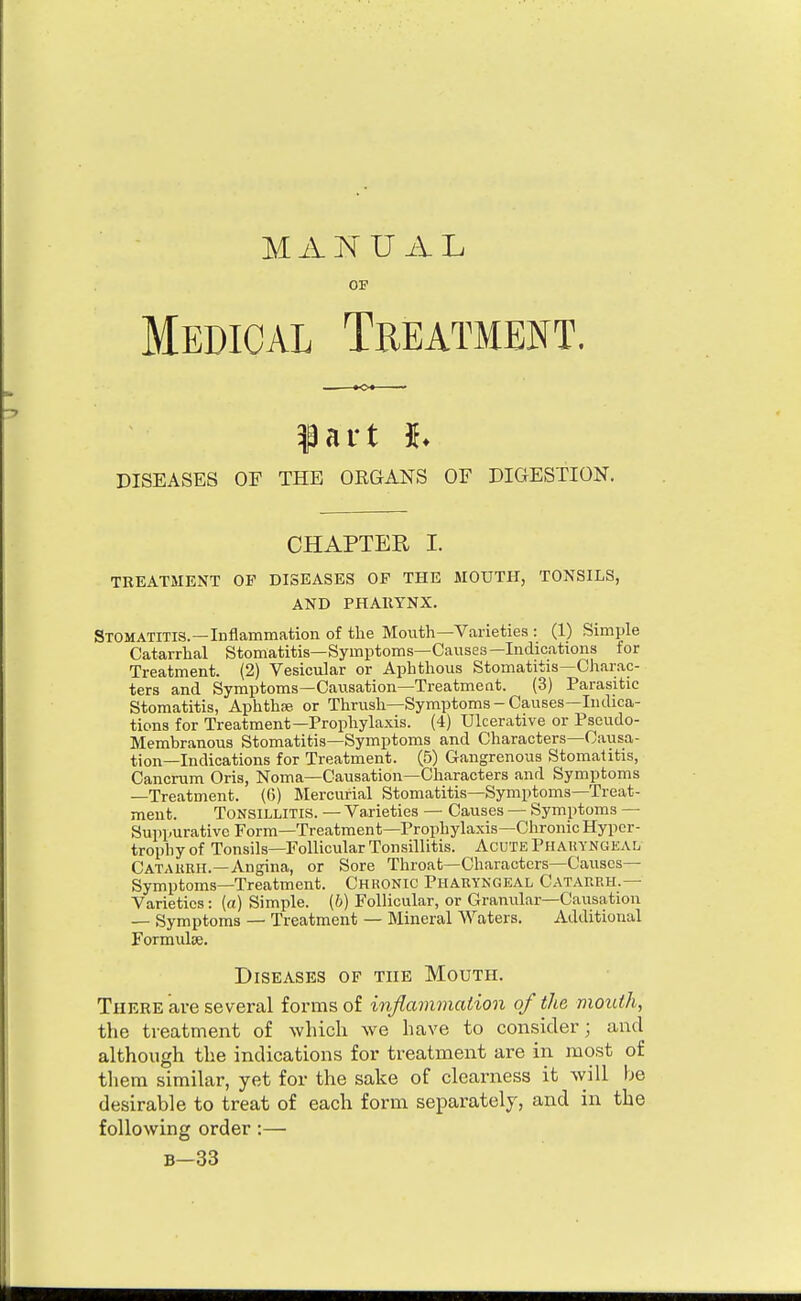 MANUAL
OF
MEDICAL TREATMENT.
Part I.
DISEASES OF THE ORGANS OF DIGESTION.
CHAPTER I.
TREATMENT OF DISEASES OF THE MOUTH, TONSILS,
AND PHARYNX.
STOMATITIS.—Inflammation of the Mouth—Varieties : (1) Simple
Catarrhal Stomatitis—Symptoms—Causes—Indications for
Treatment. (2) Vesicular or Aphthous Stomatitis—Charac-
ters and Symptoms—Causation—Treatment. (3) Parasitic
Stomatitis, Aphthæ or Thrush—Symptoms—Causes—Indica-
tions for Treatment—Prophylaxis. (4) Ulcerative or Pseudo-
Membranous Stomatitis—Symptoms and Characters—Causa-
tion—Indications for Treatment. (5) Gangrenous Stomatitis,
Cancrum Oris, Noma—Causation—Characters and Symptoms
—Treatment. (6) Mercurial Stomatitis—Symptoms—Treat-
ment. TONSILLITIS. — Varieties — Causes — Symptoms —
Suppurative Form—Treatment—Prophylaxis—Chronic Hyper-
trophy of Tonsils—Follicular Tonsillitis. ACUTE PHARYNGEAL
CATARRH.—Angina, or Sore Throat—Characters—Causes—
Symptoms—Treatment. CHRONIC PHARYNGEAL CATARRH.—
Varieties: (a) Simple. (b) Follicular, or Granular—Causation
— Symptoms — Treatment — Mineral Waters. Additional
Formulæ.
DISEASES OF THE MOUTH.
THERE are several forms of inflammation of the mouth,
the treatment of which we have to consider; and
although the indications for treatment are in most of
them similar, yet for the sake of clearness it will be
desirable to treat of each form separately, and in the
following order :—
B—33